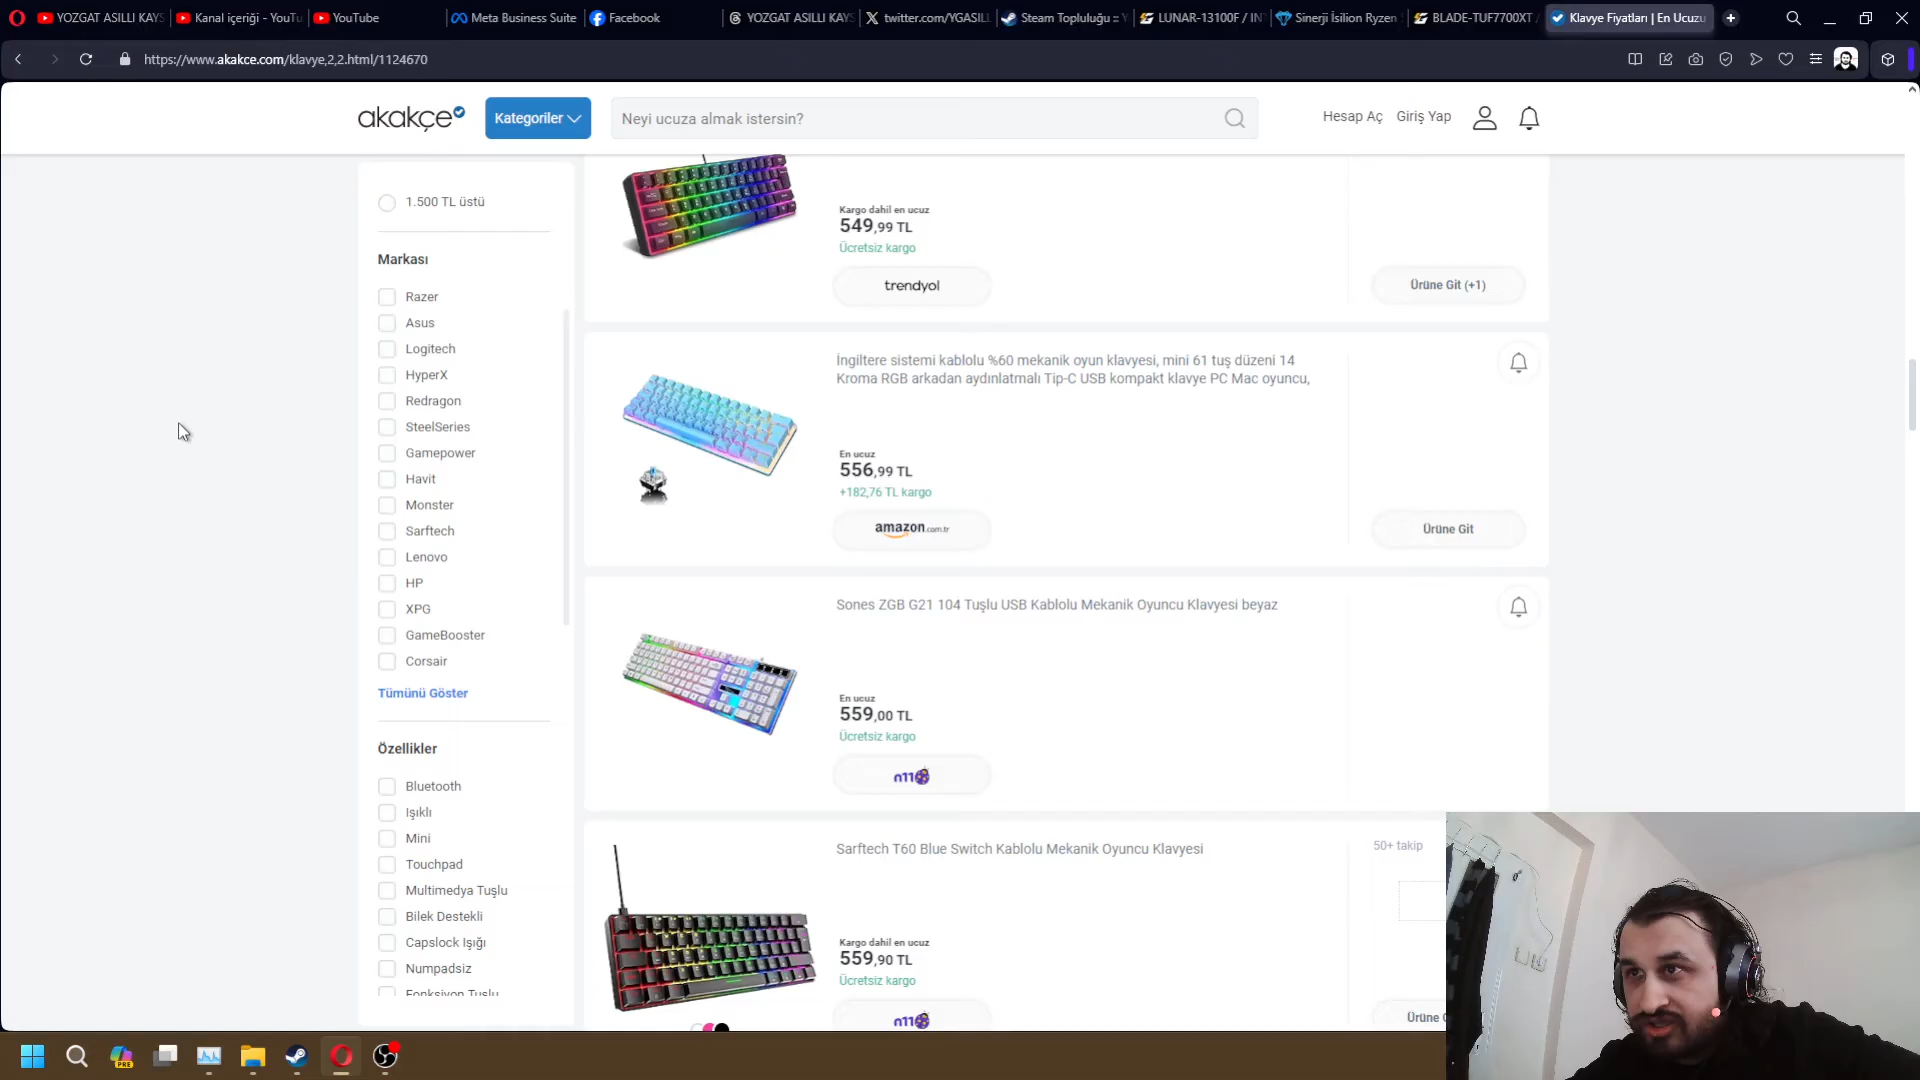 YOZGAT ASILLI KAYS
Kanal içeriği - YouTu
YouTube
Meta Business Suite
Facebook
YOZGAT ASILLI KAYS
twitter.com/YGASILL
Steam Topluluğu :: Y
LUNAR-13100F / IN
Sinerji İsilion Ryzen
BLADE-TUF7700XT /
Klavye Fiyatları | En Ucuzu
https://www.akakce.com/klavye,2,2.html/1124670
akakçe
Kategoriler
Neyi ucuza almak istersin?
Hesap Aç
Giriş Yap
1.500 TL üstü
Markası
Razer
Asus
Logitech
HyperX
Redragon
SteelSeries
Gamepower
Havit
Monster
Sarftech
Lenovo
HP
XPG
GameBooster
Corsair
Tümünü Göster
Özellikler
Bluetooth
Işıklı
Mini
Touchpad
Multimedya Tuşlu
Bilek Destekli
Capslock Işığı
Numpadsiz
Fonksiyon Tuşlu
Kargo dahil en ucuz
549,99 TL
Ücretsiz kargo
trendyol
Ürüne Git (+1)
İngiltere sistemi kablolu %60 mekanik oyun klavyesi, mini 61 tuş düzeni 14
Kroma RGB arkadan aydınlatmalı Tip-C USB kompakt klavye PC Mac oyuncu,
En ucuz
556,99 TL
+182,76 TL kargo
amazon.com.tr
Ürüne Git
Sones ZGB G21 104 Tuşlu USB Kablolu Mekanik Oyuncu Klavyesi beyaz
En ucuz
559,00 TL
Ücretsiz kargo
n11
Sarftech T60 Blue Switch Kablolu Mekanik Oyuncu Klavyesi
50+ takip
Kargo dahil en ucuz
559,90 TL
Ücretsiz kargo
n11
Ürüne G
PRE